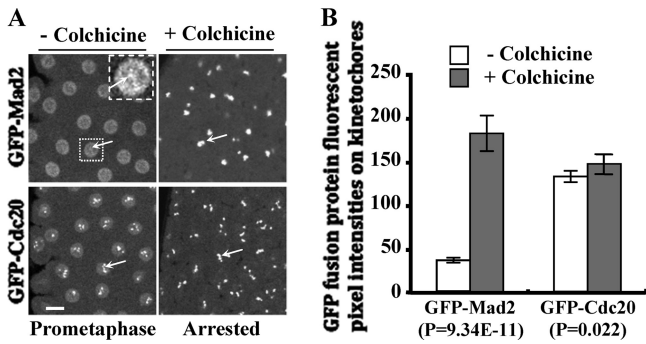 A
- Colchicine
+ Colchicine
GFP-Mad2
GFP-Cdc20
Prometaphase
Arrested
B
GFP fusion protein fluorescent
pixel intensities on kinetochores
- Colchicine
+ Colchicine
250
200
150
100
50
0
GFP-Mad2
(P=9.34E-11)
GFP-Cdc20
(P=0.022)